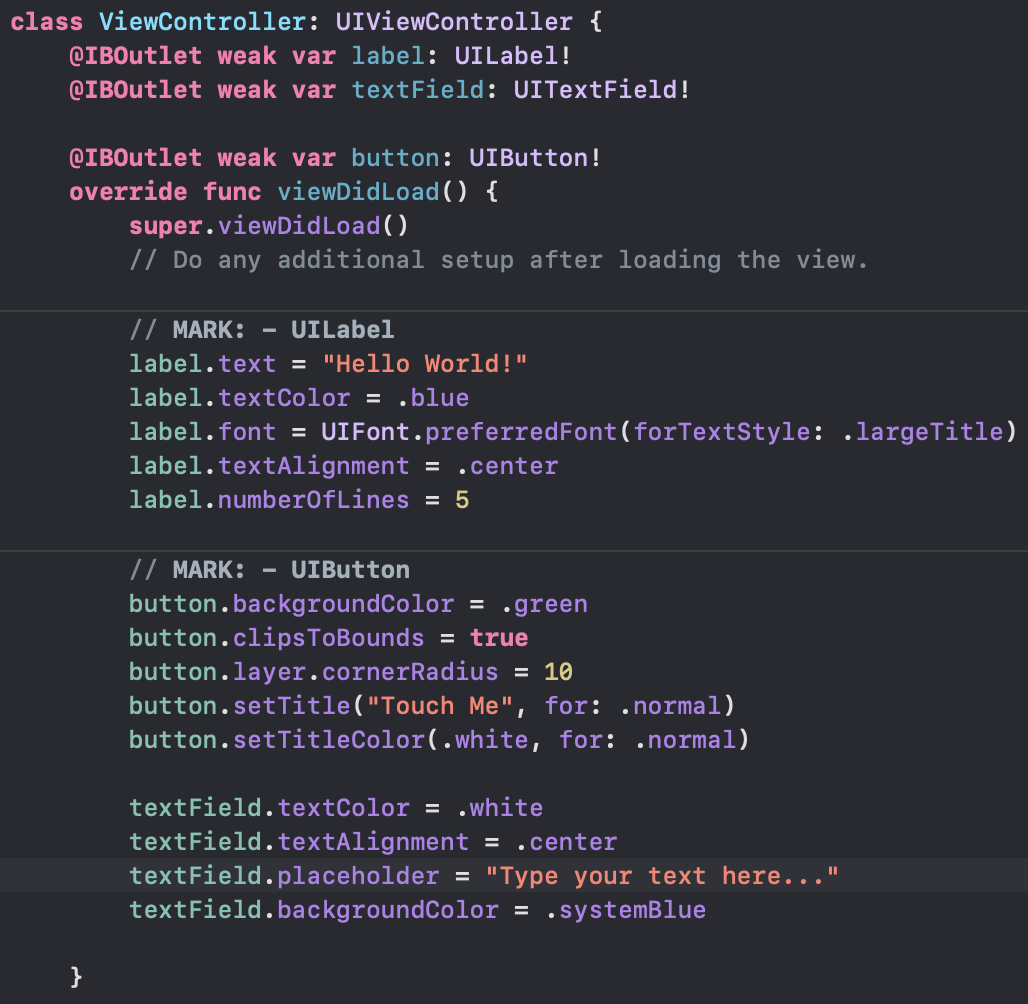 class ViewController: UIViewController {
    @IBOutlet weak var label: UILabel!
    @IBOutlet weak var textField: UITextField!

    @IBOutlet weak var button: UIButton!
    override func viewDidLoad() {
        super.viewDidLoad()
        // Do any additional setup after loading the view.

        // MARK: - UILabel
        label.text = "Hello World!"
        label.textColor = .blue
        label.font = UIFont.preferredFont(forTextStyle: .largeTitle)
        label.textAlignment = .center
        label.numberOfLines = 5

        // MARK: - UIButton
        button.backgroundColor = .green
        button.clipsToBounds = true
        button.layer.cornerRadius = 10
        button.setTitle("Touch Me", for: .normal)
        button.setTitleColor(.white, for: .normal)

        textField.textColor = .white
        textField.textAlignment = .center
        textField.placeholder = "Type your text here..."
        textField.backgroundColor = .systemBlue

    }